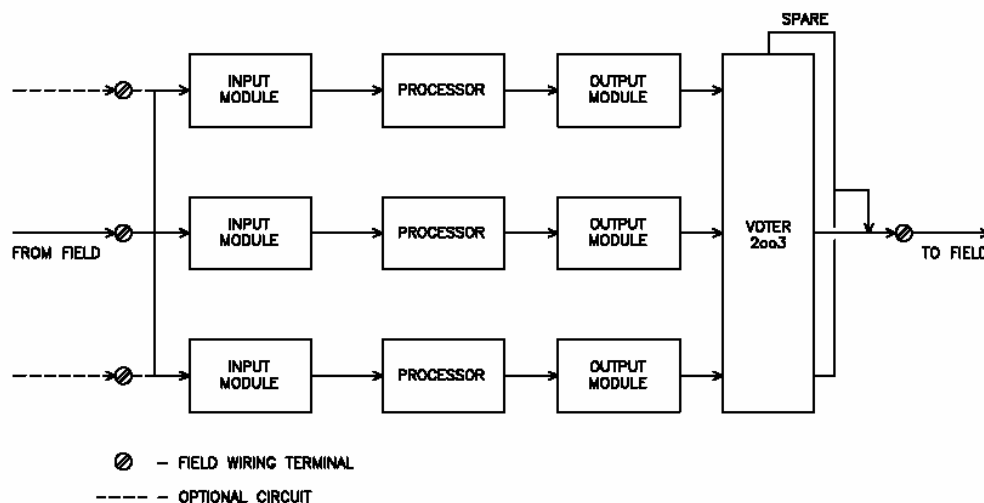 SPARE
INPUT
MODULE
PROCESSOR
OUTPUT
MODULE
INPUT
MODULE
PROCESSOR
OUTPUT
MODULE
VOTER
2oo3
FROM FIELD
TO FIELD
INPUT
MODULE
PROCESSOR
OUTPUT
MODULE
– FIELD WIRING TERMINAL
– OPTIONAL CIRCUIT